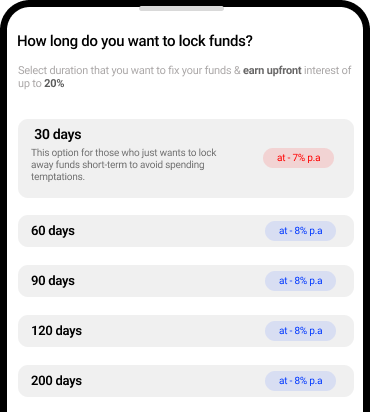 How long do you want to lock funds?
Select duration that you want to fix your funds & earn upfront interest of
up to 20%
30 days
This option for those who just wants to lock
away funds short-term to avoid spending
temptations.
at - 7% p.a
60 days
at - 8% p.a
90 days
at - 8% p.a
120 days
at - 8% p.a
200 days
at - 8% p.a